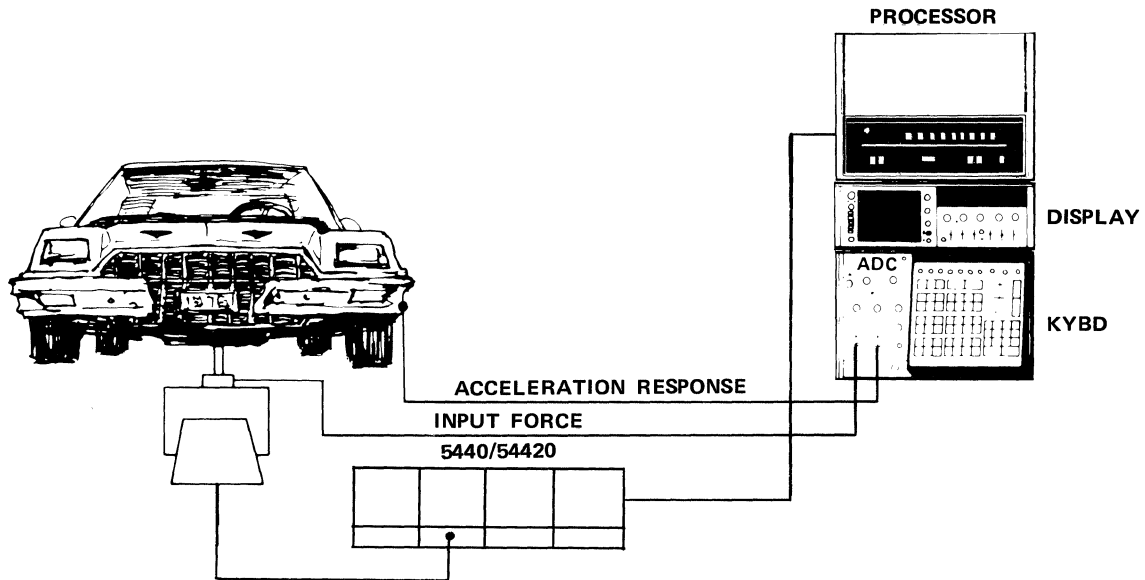 PROCESSOR
DISPLAY
ADC
KYBD
ACCELERATION RESPONSE
INPUT FORCE
5440/54420